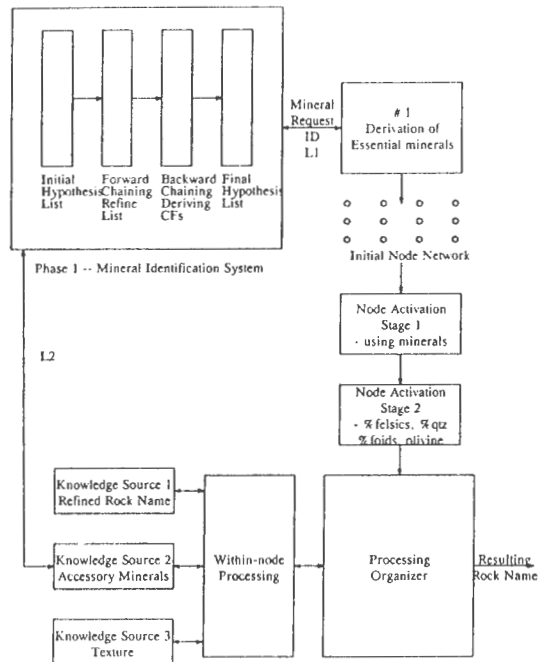 Initial
Hypothesis
List
Forward
Chaining
Refine
List
Backward
Chaining
Deriving
CFs
Final
Hypothesis
List
Phase 1 -- Mineral Identification System
Mineral
Request
ID
L1
# 1
Derivation of
Essential minerals
Initial Node Network
Node Activation
Stage 1
- using minerals
L2
Node Activation
Stage 2
- % felsics, % qtz
% foids, olivine
Knowledge Source 1
Refined Rock Name
Knowledge Source 2
Accessory Minerals
Knowledge Source 3
Texture
Within-node
Processing
Processing
Organizer
Resulting
Rock Name